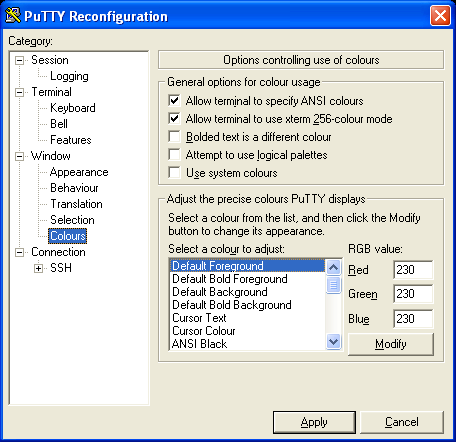 PuTTY Reconfiguration
Category:
Session
Logging
Terminal
Keyboard
Bell
Features
Window
Appearance
Behaviour
Translation
Selection
Colours
Connection
SSH
Options controlling use of colours
General options for colour usage
Allow terminal to specify ANSI colours
Allow terminal to use xterm 256-colour mode
Bolded text is a different colour
Attempt to use logical palettes
Use system colours
Adjust the precise colours PuTTY displays
Select a colour from the list, and then click the Modify
button to change its appearance.
Select a colour to adjust:
Default Foreground
Default Bold Foreground
Default Background
Default Bold Background
Cursor Text
Cursor Colour
ANSI Black
RGB value:
Red 230
Green 230
Blue 230
Modify
Apply
Cancel